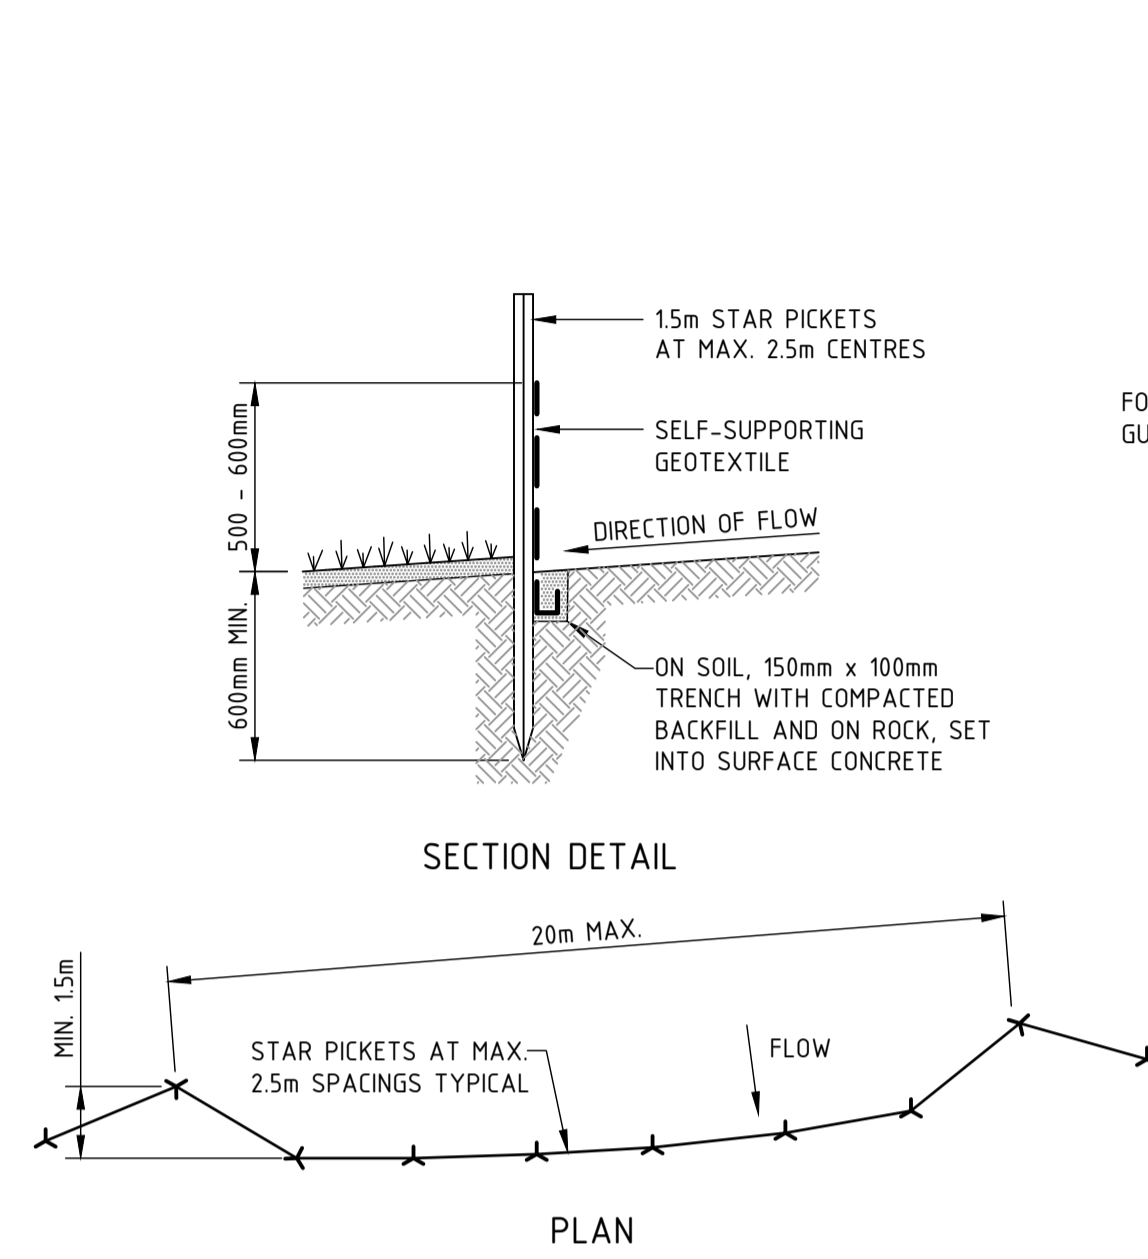 1.5m STAR PICKETS
AT MAX. 2.5m CENTRES
SELF-SUPPORTING
GEOTEXTILE
DIRECTION OF FLOW
500 - 600mm
600mm MIN.
ON SOIL, 150mm x 100mm
TRENCH WITH COMPACTED
BACKFILL AND ON ROCK, SET
INTO SURFACE CONCRETE
SECTION DETAIL
20m MAX.
MIN. 1.5m
STAR PICKETS AT MAX.
2.5m SPACINGS TYPICAL
FLOW
PLAN